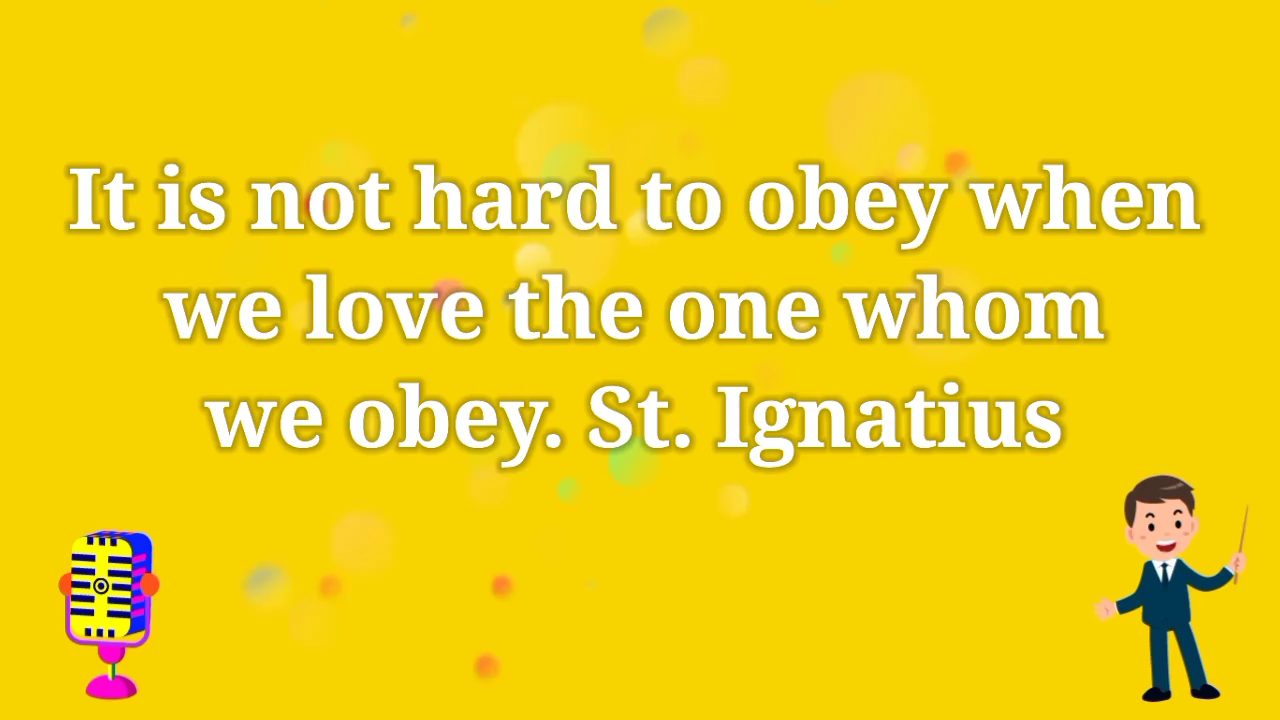 It is not hard to obey when
we love the one whom
we obey. St. Ignatius